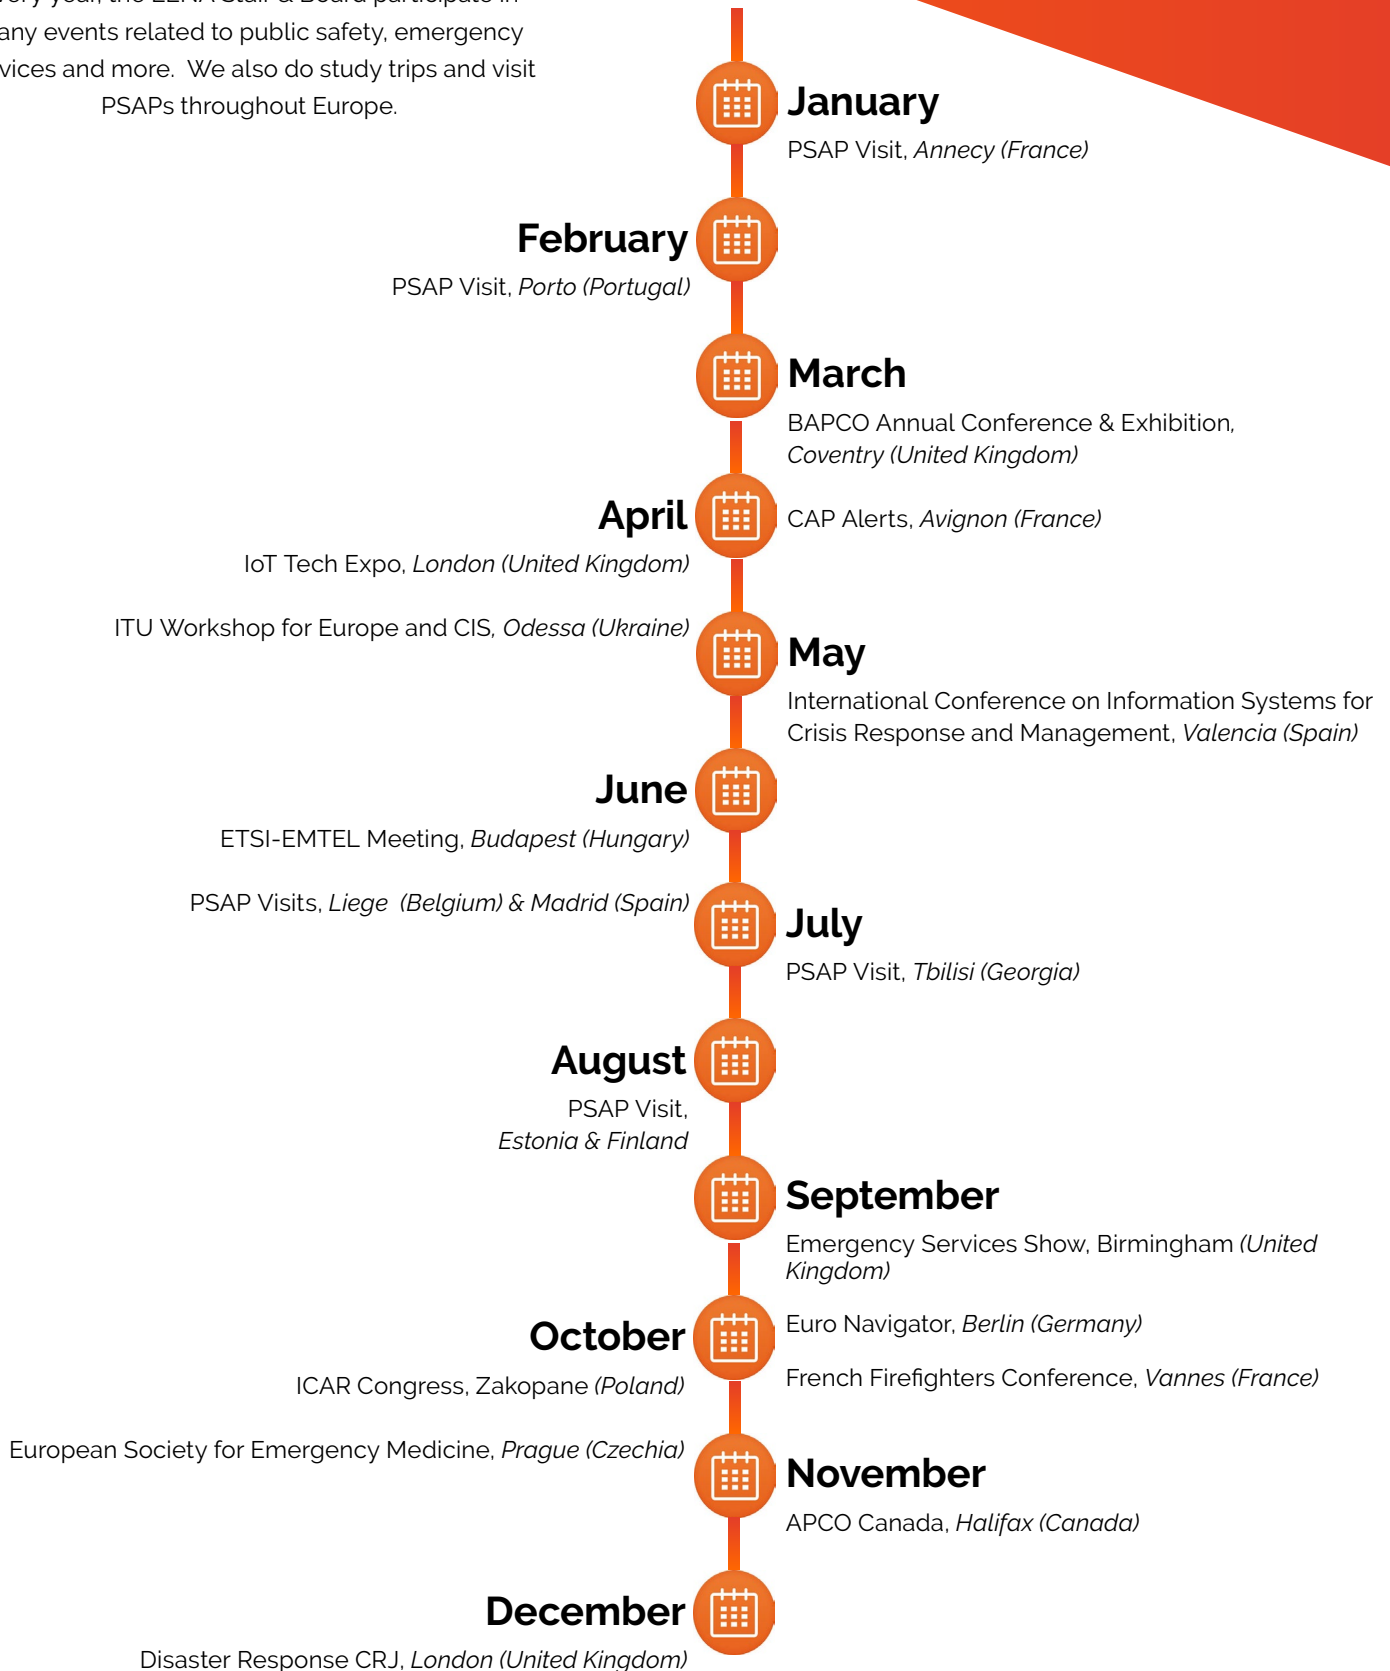 the EENA Staff & Board participate in
events related to public safety, emergency
and more. We also do study trips and visit
PSAPs throughout Europe.
January
PSAP Visit, Annecy (France)
February
PSAP Visit, Porto (Portugal)
March
BAPCO Annual Conference & Exhibition,
Coventry (United Kingdom)
CAP Alerts, Avignon (France)
April
IoT Tech Expo, London (United Kingdom)
ITU Workshop for Europe and CIS, Odessa (Ukraine)
May
International Conference on Information Systems for
Crisis Response and Management, Valencia (Spain)
June
ETSI-EMTEL Meeting, Budapest (Hungary)
PSAP Visits, Liege (Belgium) & Madrid (Spain)
July
PSAP Visit, Tbilisi (Georgia)
August
PSAP Visit,
Estonia & Finland
September
Emergency Services Show, Birmingham (United
Kingdom)
Euro Navigator, Berlin (Germany)
French Firefighters Conference, Vannes (France)
October
ICAR Congress, Zakopane (Poland)
European Society for Emergency Medicine, Prague (Czechia)
November
APCO Canada, Halifax (Canada)
December
Disaster Response CRJ, London (United Kingdom)